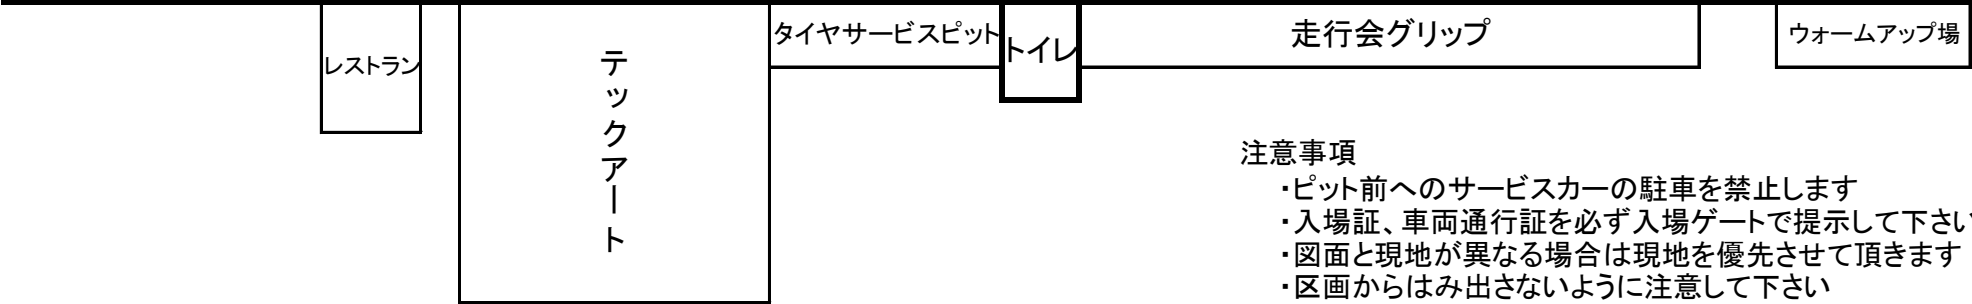 レストラン
テックアート
タイヤサービスピット
トイレ
走行会グリップ
ウォームアップ場
注意事項
・ピット前へのサービスカーの駐車を禁止します
・入場証、車両通行証を必ず入場ゲートで提示して下さい
・図面と現地が異なる場合は現地を優先させて頂きます
・区画からはみ出さないように注意して下さい